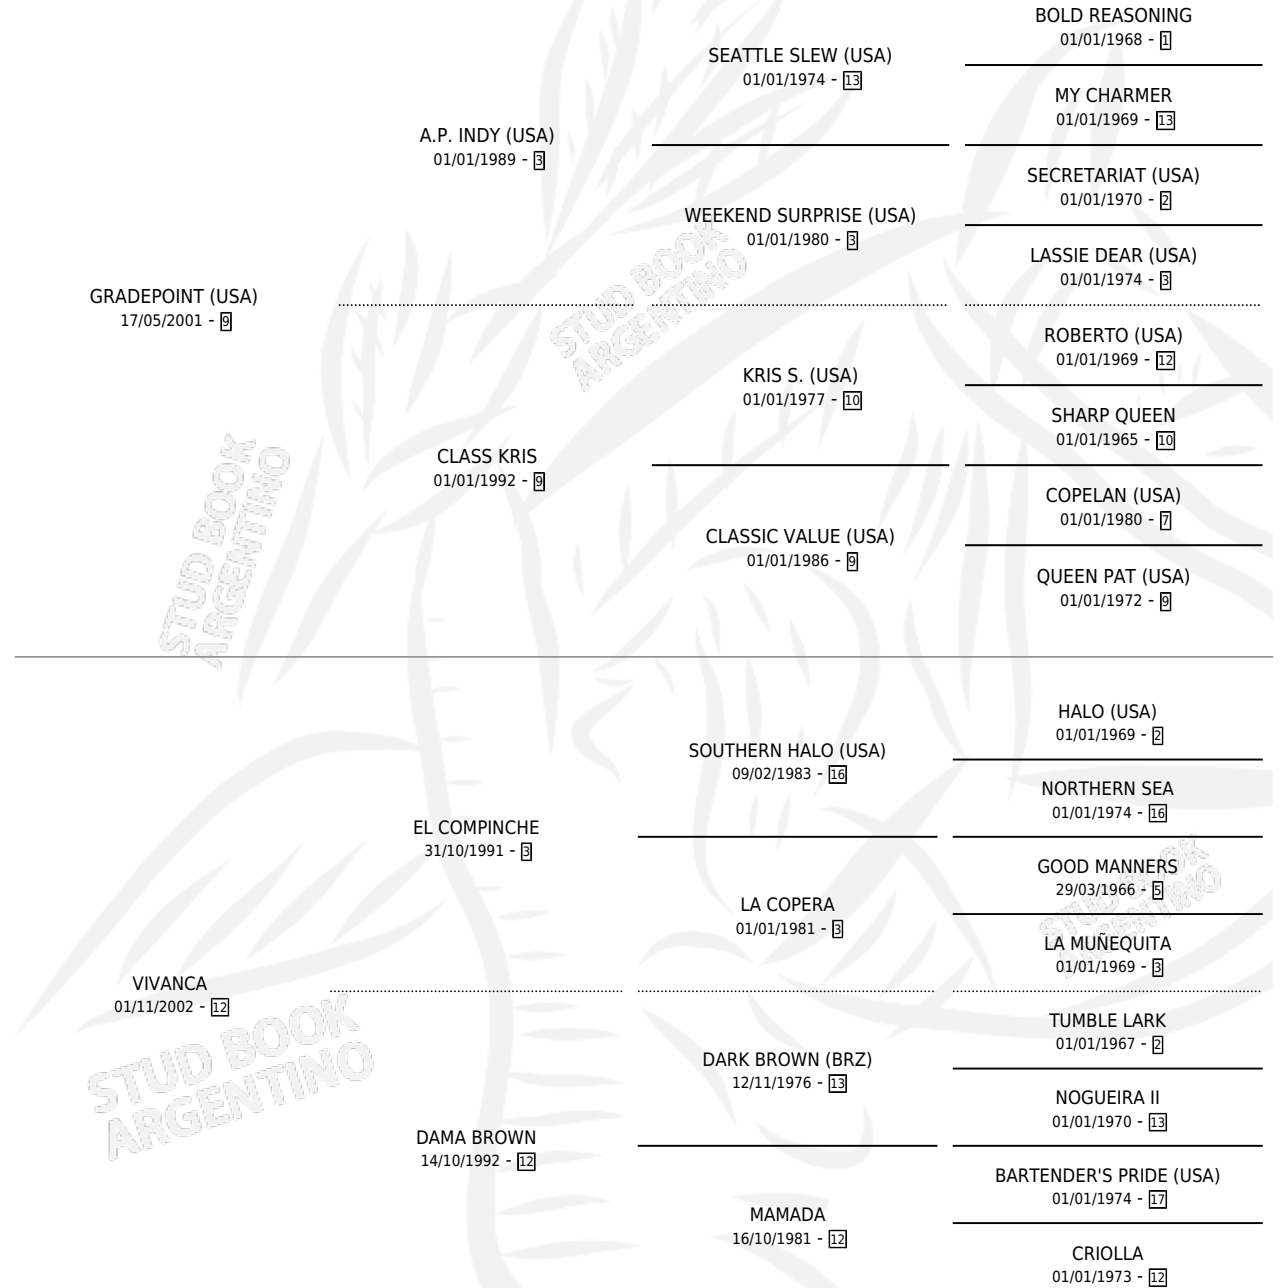 BOLD REASONING
01/01/1968 - 1
SEATTLE SLEW (USA)
01/01/1974 - 13
MY CHARMER
01/01/1969 - 13
A.P. INDY (USA)
01/01/1989 - 3
SECRETARIAT (USA)
01/01/1970 - 2
WEEKEND SURPRISE (USA)
01/01/1980 - 3
LASSIE DEAR (USA)
01/01/1974 - 3
GRADEPOINT (USA)
17/05/2001 - 9
ROBERTO (USA)
01/01/1969 - 12
KRIS S. (USA)
01/01/1977 - 10
SHARP QUEEN
01/01/1965 - 10
CLASS KRIS
01/01/1992 - 9
COPELAN (USA)
01/01/1980 - 7
CLASSIC VALUE (USA)
01/01/1986 - 9
QUEEN PAT (USA)
01/01/1972 - 9
HALO (USA)
01/01/1969 - 2
SOUTHERN HALO (USA)
09/02/1983 - 16
NORTHERN SEA
01/01/1974 - 16
EL COMPINCHE
31/10/1991 - 3
GOOD MANNERS
29/03/1966 - 5
LA COPERA
01/01/1981 - 3
LA MUÑEQUITA
01/01/1969 - 3
VIVANCA
01/11/2002 - 12
TUMBLE LARK
01/01/1967 - 2
DARK BROWN (BRZ)
12/11/1976 - 13
NOGUEIRA II
01/01/1970 - 13
DAMA BROWN
14/10/1992 - 12
BARTENDER'S PRIDE (USA)
01/01/1974 - 17
MAMADA
16/10/1981 - 12
CRIOLLA
01/01/1973 - 12
STUD BOOK
ARGENTINO
STUD BOOK
ARGENTINO
STUD BOOK
ARGENTINO
STUD BOOK
ARGENTINO